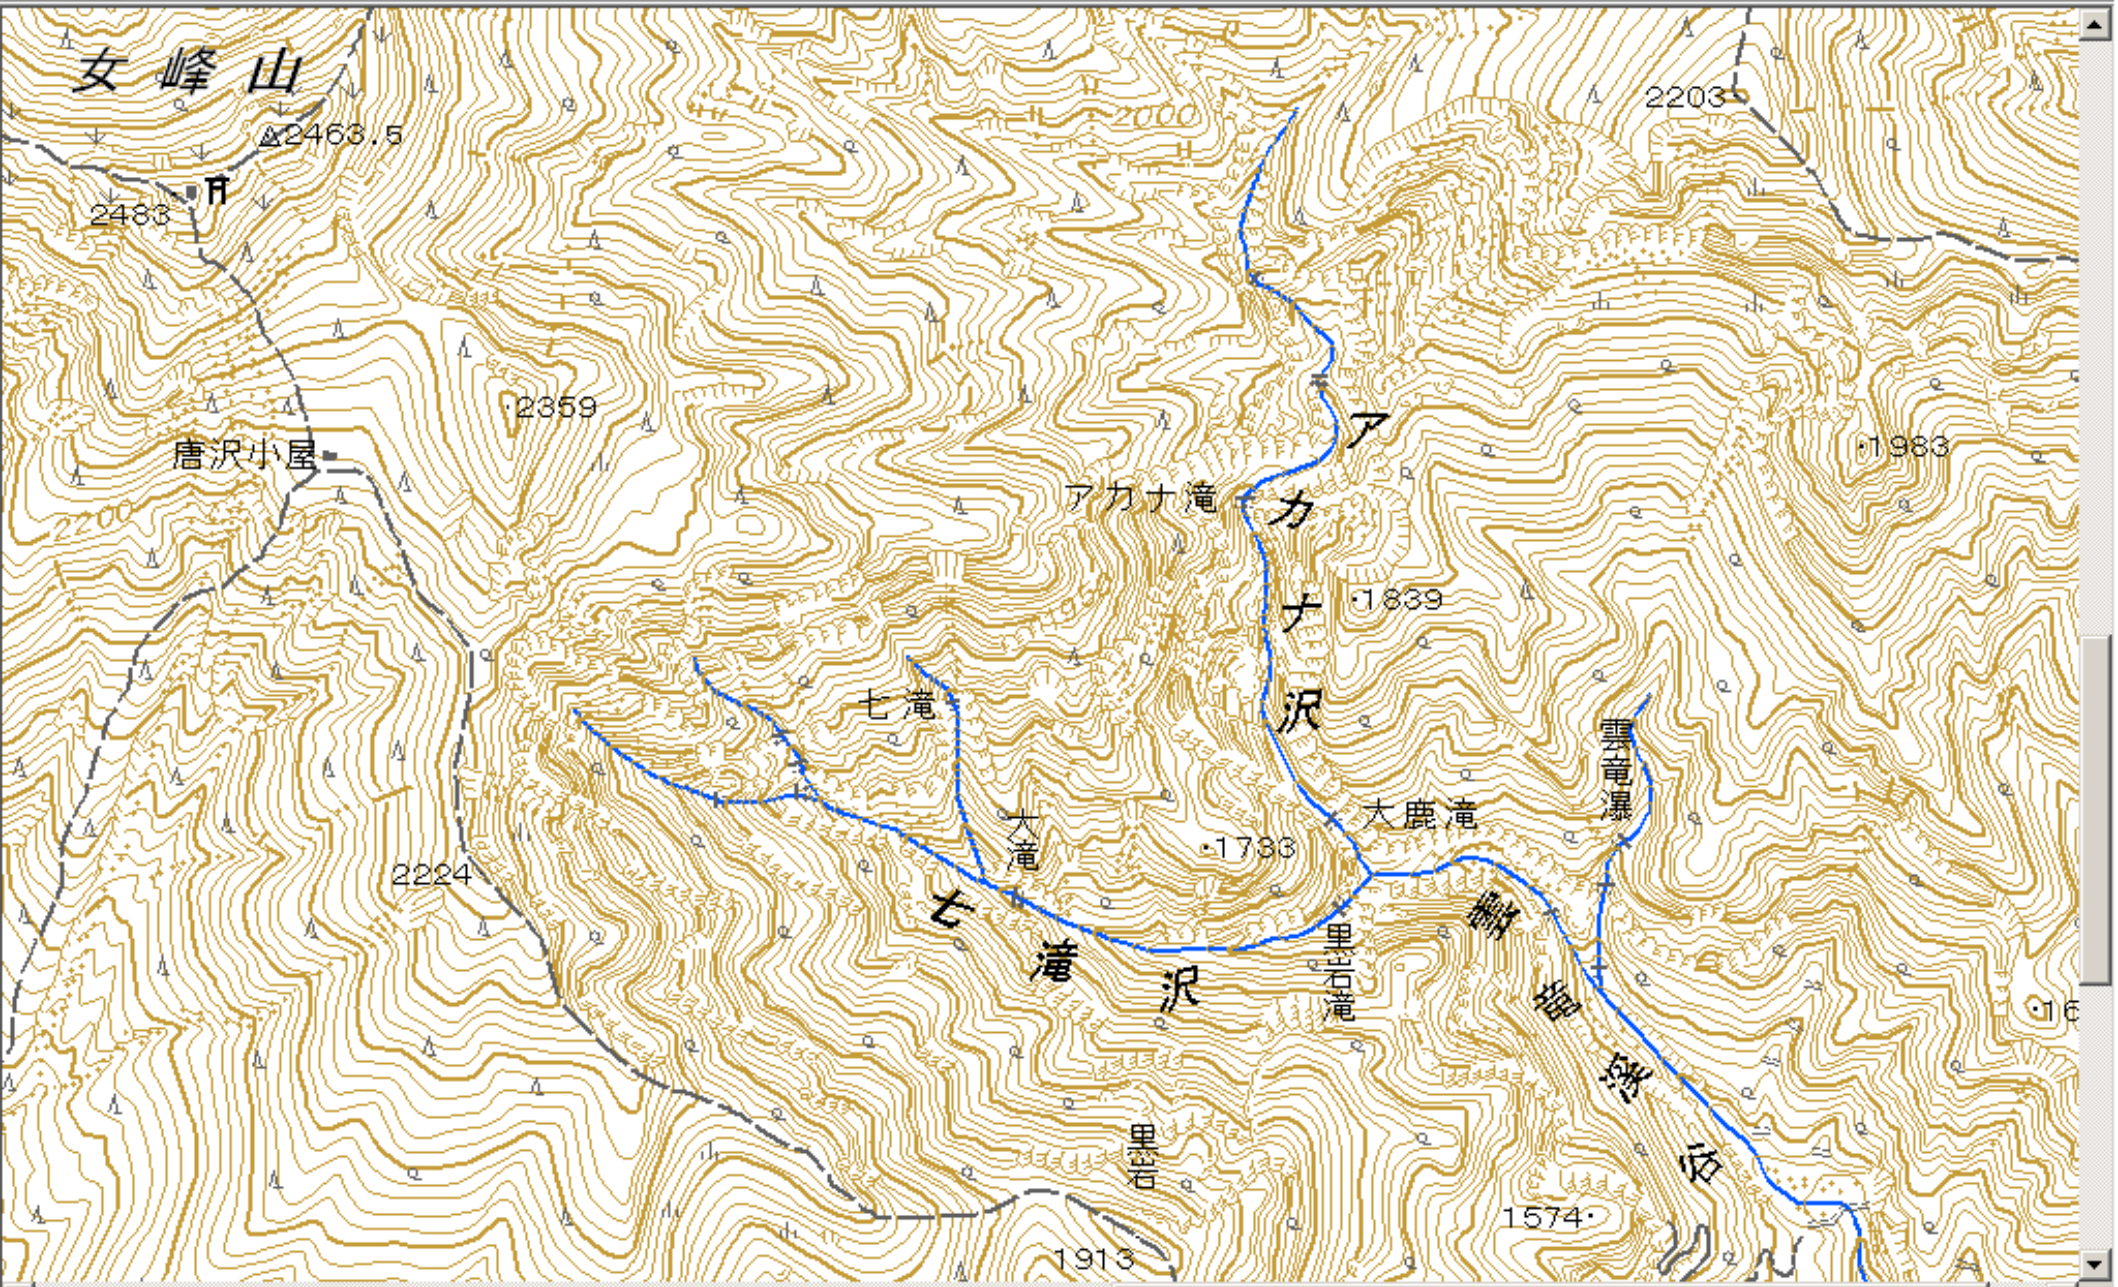 女峰山
2463.5
2483
2203
2000
2359
唐沢小屋
2200
アカナ滝
アカナ沢
1983
1839
七滝
雲竜瀑
大滝
1733
大鹿滝
2224
七滝沢
黒岩滝
雲竜渓谷
黒岩
1574
1913